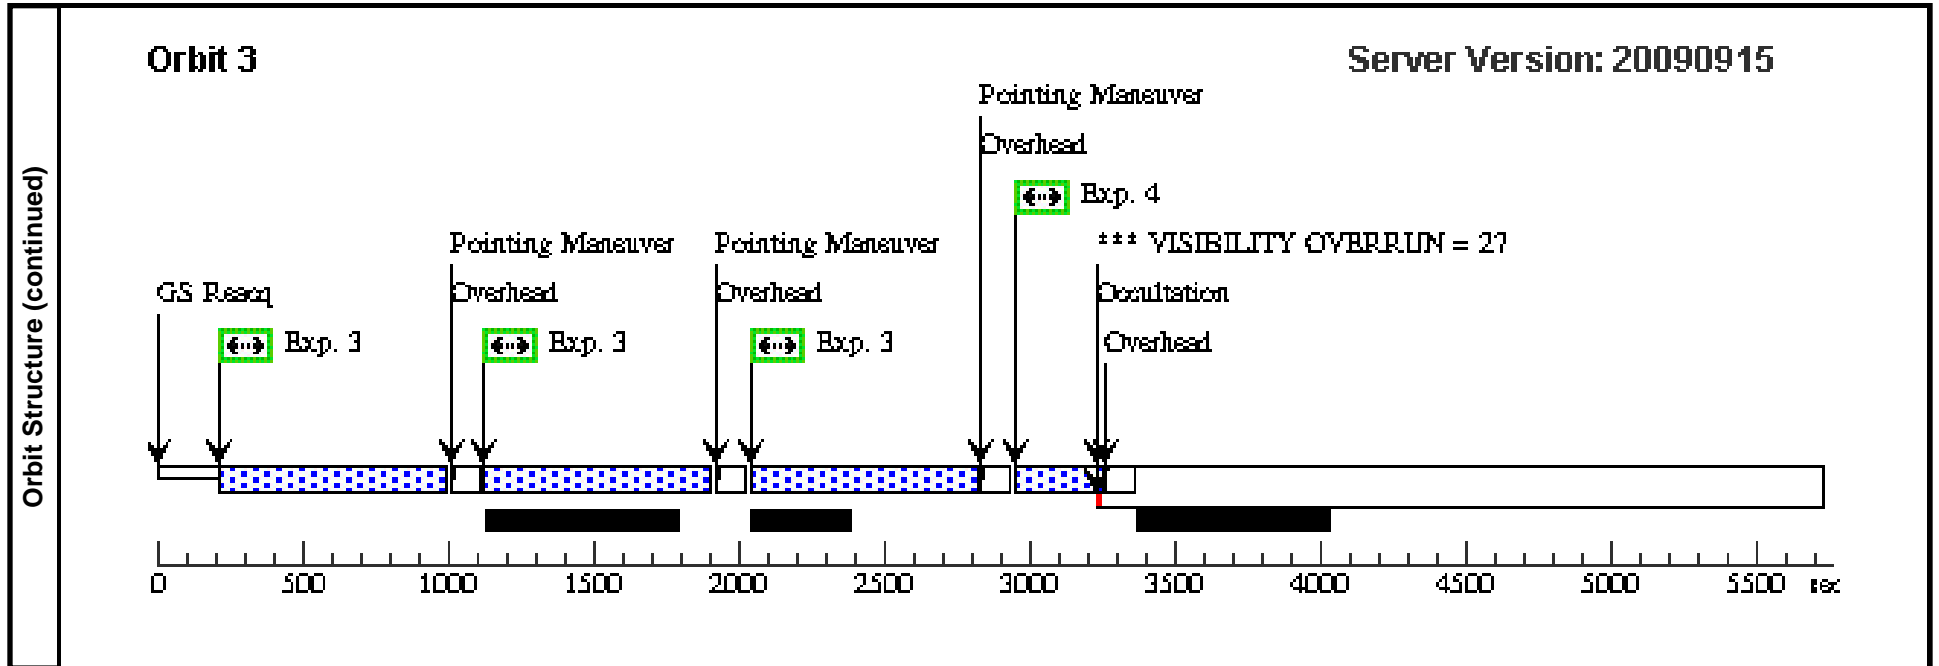 Orbit Structure (continued)
Orbit 3
Server Version: 20090915
Pointing Maneuver
Overhead
Exp. 4
Pointing Maneuver
Pointing Maneuver
*** VISIBILITY OVERRUN = 27
GS Reacq
Overhead
Overhead
Occultation
Exp. 3
Exp. 3
Exp. 3
Overhead
0 500 1000 1500 2000 2500 3000 3500 4000 4500 5000 5500 sec